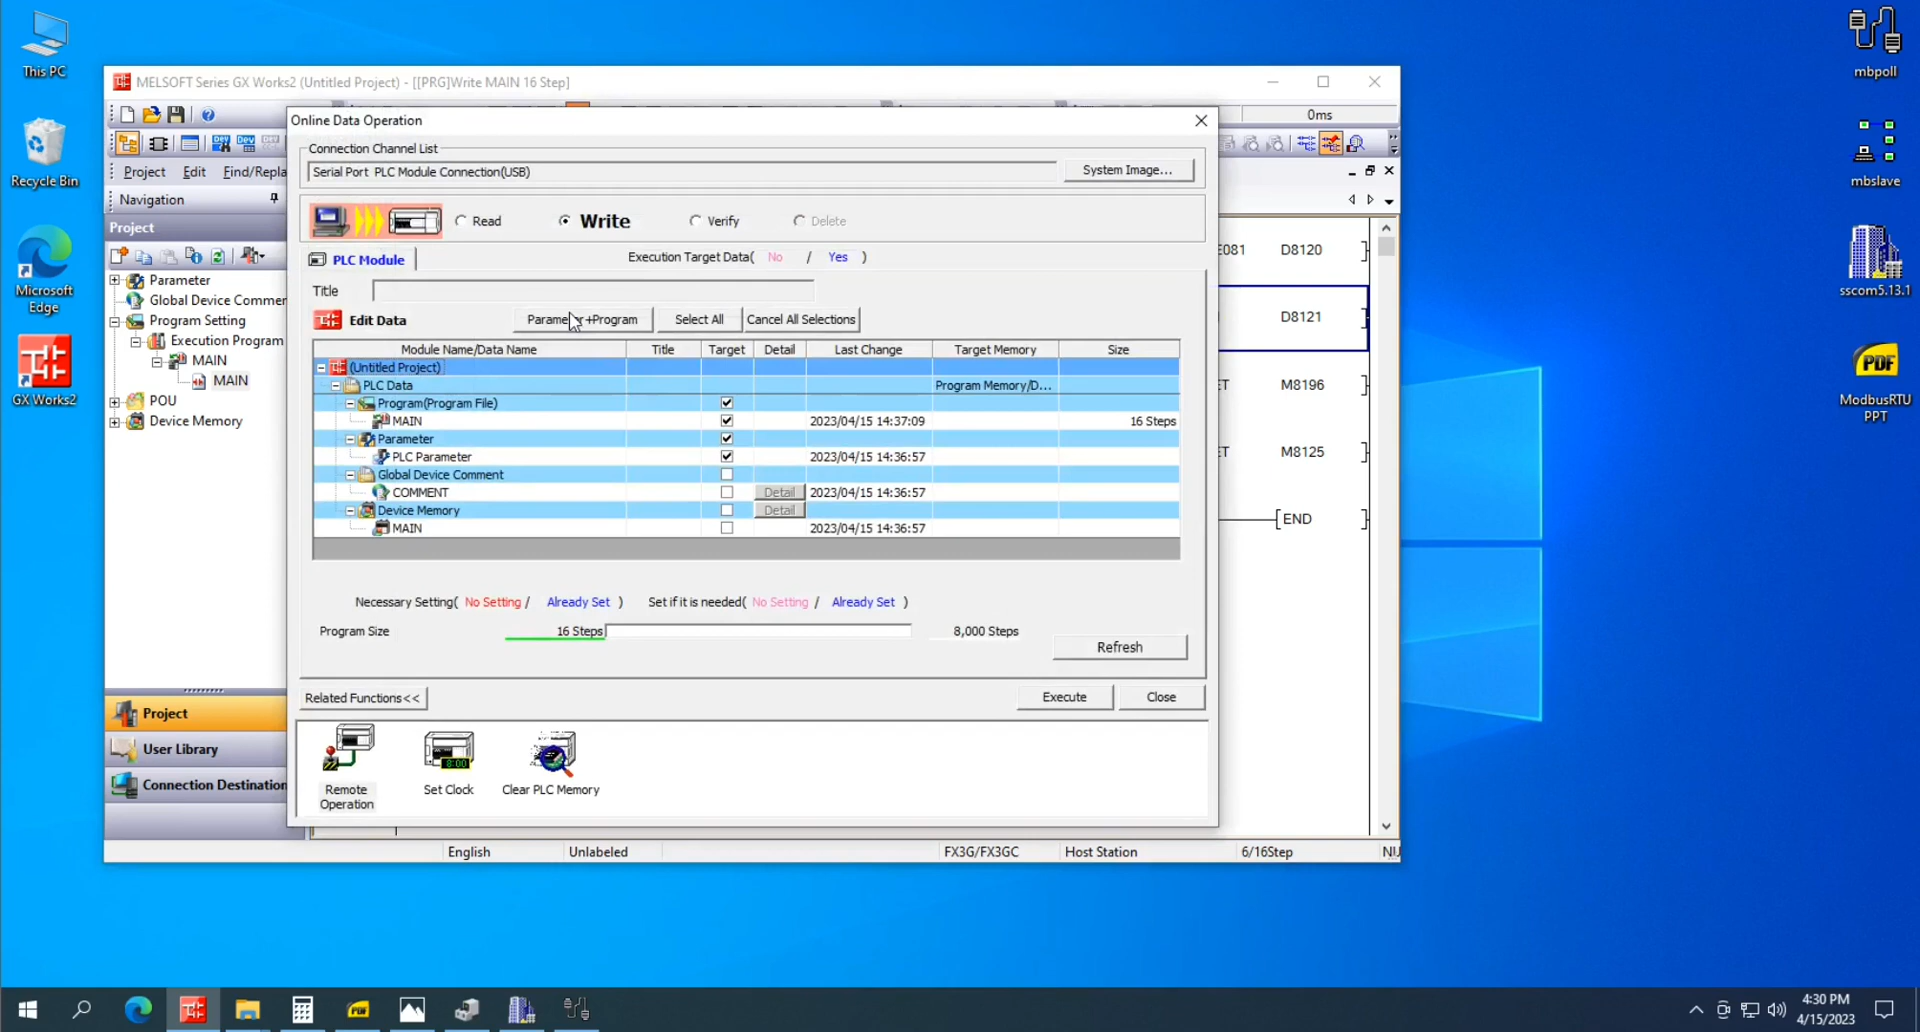 This PC
Recycle Bin
Microsoft
Edge
GX Works2
mbpoll
mbslave
sscom5.13.1
PDF
ModbusRTU
PPT
MELSOFT Series GX Works2 (Untitled Project) - [[PRG]Write MAIN 16 Step]
0ms
Project Edit Find/Repla
Navigation
Project
Parameter
Global Device Commer
Program Setting
Execution Program
MAIN
MAIN
POU
Device Memory
Project
User Library
Connection Destination
Online Data Operation
Connection Channel List
Serial Port PLC Module Connection(USB)
System Image...
Read Write Verify Delete
PLC Module
Execution Target Data( No / Yes )
Title
Edit Data
Parameter+Program Select All Cancel All Selections
Module Name/Data Name Title Target Detail Last Change Target Memory Size
(Untitled Project)
PLC Data Program Memory/D...
Program(Program File)
MAIN 2023/04/15 14:37:09 16 Steps
Parameter
PLC Parameter 2023/04/15 14:36:57
Global Device Comment
COMMENT Detail 2023/04/15 14:36:57
Device Memory Detail
MAIN 2023/04/15 14:36:57
Necessary Setting( No Setting / Already Set ) Set if it is needed( No Setting / Already Set )
Program Size 16 Steps 8,000 Steps
Refresh
Related Functions<<
Execute Close
Remote
Operation
Set Clock
8:00
Clear PLC Memory
E081 D8120 ]
D8121 ]
ET M8196 ]
ET M8125 ]
[END ]
English Unlabeled FX3G/FX3GC Host Station 6/16Step NU
PDF
4:30 PM
4/15/2023